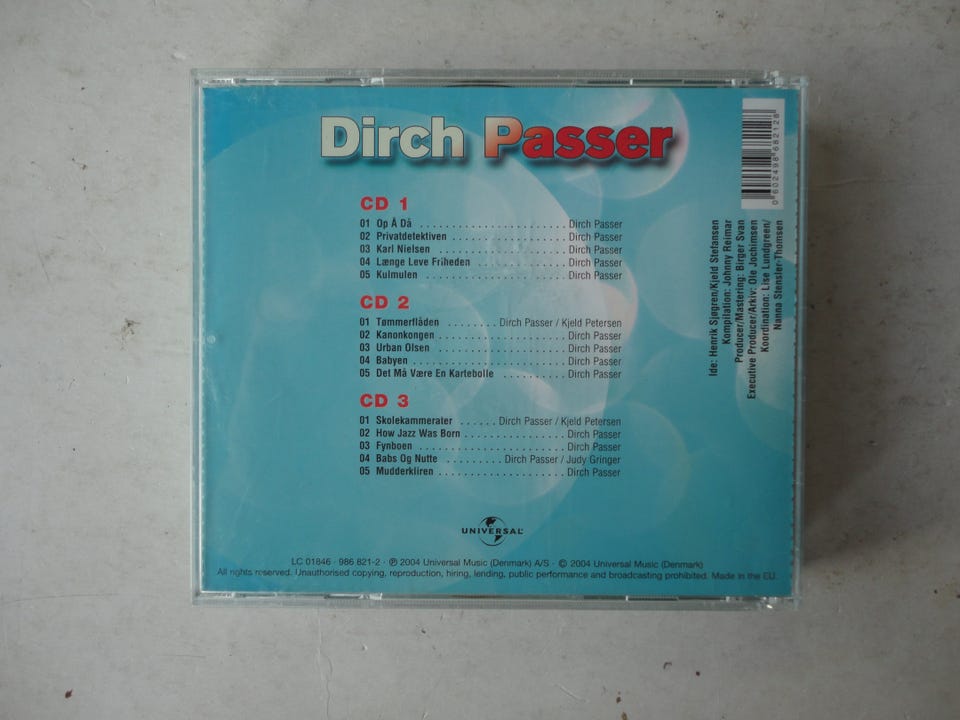 Dirch Passer
CD 1
01 Op Å Då . . . . . . . . . . . . . . . . . . . . . . . . . Dirch Passer
02 Privatdetektiven . . . . . . . . . . . . . . . . . . . . Dirch Passer
03 Karl Nielsen . . . . . . . . . . . . . . . . . . . . . . . Dirch Passer
04 Længe Leve Friheden . . . . . . . . . . . . . . . . Dirch Passer
05 Kulmulen . . . . . . . . . . . . . . . . . . . . . . . . . Dirch Passer
CD 2
01 Tømmerflåden . . . . . . . . Dirch Passer / Kjeld Petersen
02 Kanonkongen . . . . . . . . . . . . . . . . . . . . . . Dirch Passer
03 Urban Olsen . . . . . . . . . . . . . . . . . . . . . . . Dirch Passer
04 Babyen . . . . . . . . . . . . . . . . . . . . . . . . . . Dirch Passer
05 Det Må Være En Kartebolle . . . . . . . . . . Dirch Passer
CD 3
01 Skolekammerater . . . . . . Dirch Passer / Kjeld Petersen
02 How Jazz Was Born . . . . . . . . . . . . . . . . . Dirch Passer
03 Fynboen . . . . . . . . . . . . . . . . . . . . . . . . . Dirch Passer
04 Babs Og Nutte . . . . . . . . . Dirch Passer / Judy Gringer
05 Mudderkliren . . . . . . . . . . . . . . . . . . . . . . Dirch Passer
0 602498 682128
Ide: Henrik Sjøgren/Kjeld Stefansen
Kompilation: Johnny Reimar
Producer/Mastering: Birger Svan
Executive Producer/Arkiv: Ole Jochimsen
Koordination: Lise Lundgreen/
Nanna Stensler-Thomsen
UNIVERSAL
LC 01846 · 986 821-2 · ℗ 2004 Universal Music (Denmark) A/S · © 2004 Universal Music (Denmark)
All rights reserved. Unauthorised copying, reproduction, hiring, lending, public performance and broadcasting prohibited. Made in the EU.